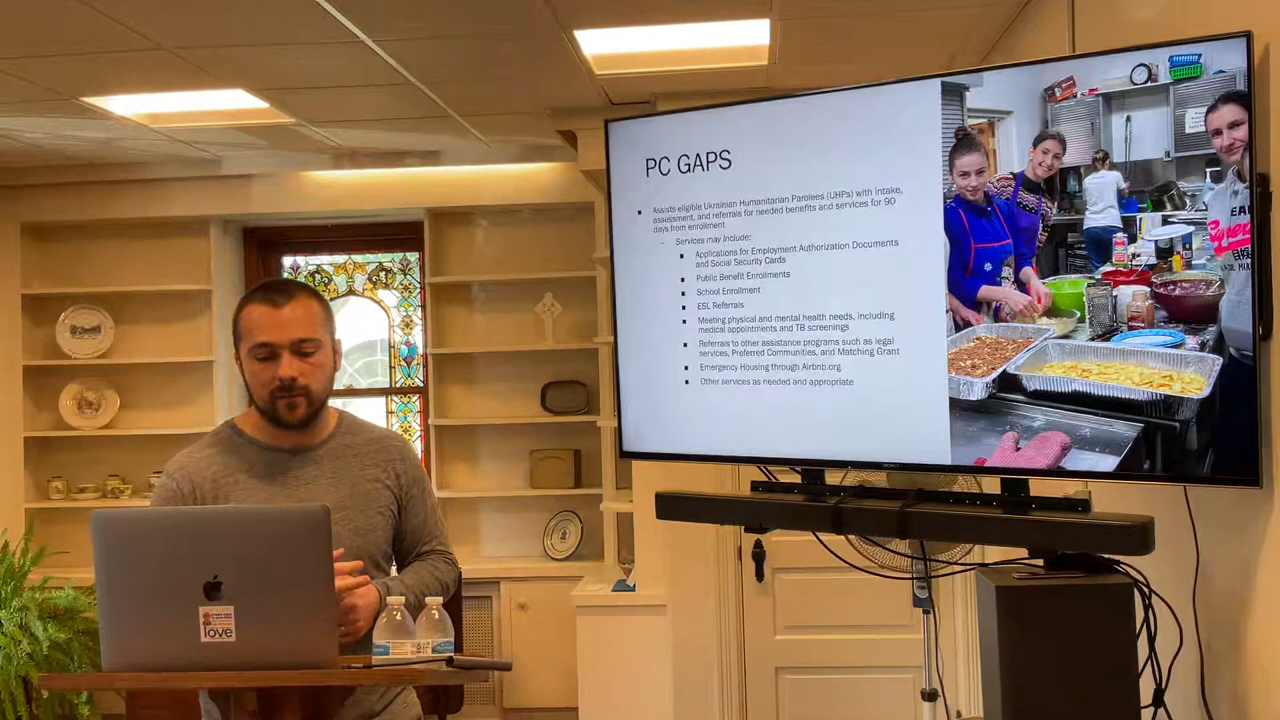 PC GAPS
Assists eligible Ukrainian Humanitarian Parolees (UHPs) with intake,
assessment, and referrals for needed benefits and services for 90
days from enrollment
Services may include:
Applications for Employment Authorization Documents
and Social Security Cards
Public Benefit Enrollments
School Enrollment
ESL Referrals
Meeting physical and mental health needs, including
medical appointments and TB screenings
Referrals to other assistance programs such as legal
services, Preferred Communities, and Matching Grant
Emergency Housing through Airbnb.org
Other services as needed and appropriate
SONY
love